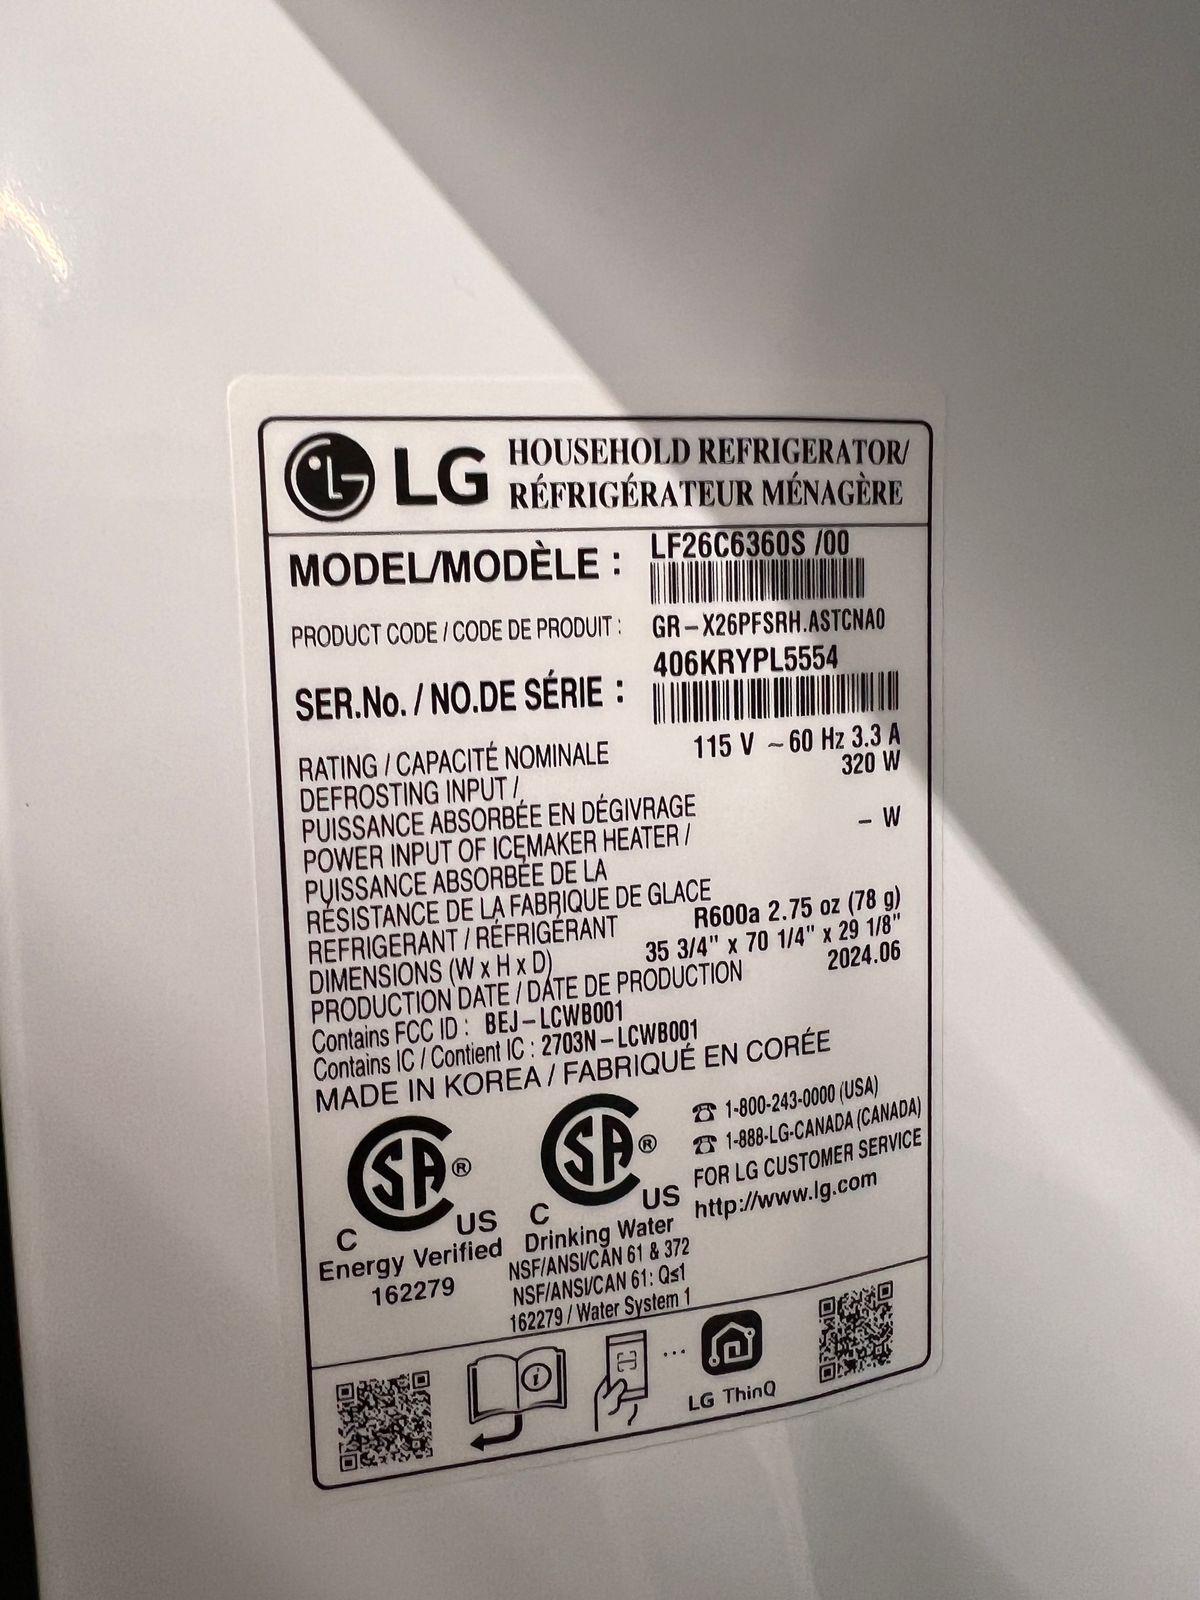 LG HOUSEHOLD REFRIGERATOR/
RÉFRIGÉRATEUR MÉNAGÈRE
MODEL/MODÈLE : LF26C6360S /00
PRODUCT CODE / CODE DE PRODUIT : GR-X26PFSRH.ASTCNA0
SER.No. / NO.DE SÉRIE : 406KRYPL5554
RATING / CAPACITÉ NOMINALE 115 V ~ 60 Hz 3.3 A
DEFROSTING INPUT / 320 W
PUISSANCE ABSORBÉE EN DÉGIVRAGE
POWER INPUT OF ICEMAKER HEATER / – W
PUISSANCE ABSORBÉE DE LA
RÉSISTANCE DE LA FABRIQUE DE GLACE
REFRIGERANT / RÉFRIGÉRANT R600a 2.75 oz (78 g)
DIMENSIONS (W x H x D) 35 3/4" x 70 1/4" x 29 1/8"
PRODUCTION DATE / DATE DE PRODUCTION 2024.06
Contains FCC ID : BEJ-LCWB001
Contains IC / Contient IC : 2703N-LCWB001
MADE IN KOREA / FABRIQUÉ EN CORÉE
SA ®
C US
Energy Verified
162279
SA ®
C US
Drinking Water
NSF/ANSI/CAN 61 & 372
NSF/ANSI/CAN 61: Q≤1
162279 / Water System 1
☎ 1-800-243-0000 (USA)
☎ 1-888-LG-CANADA (CANADA)
FOR LG CUSTOMER SERVICE
http://www.lg.com
i
LG ThinQ